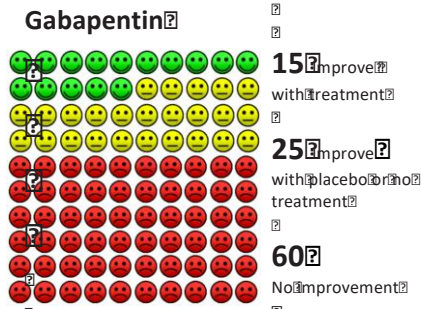 Gabapentin
15 improve
with treatment
25 improve
with placebo or no
treatment
60
No improvement